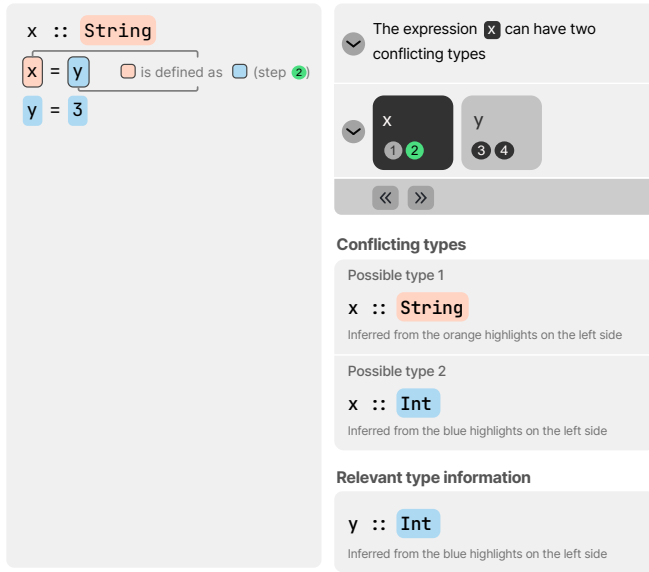 x :: String
x = y is defined as (step 2)
y = 3
The expression x can have two
conflicting types
x y
1 2 3 4
Conflicting types
Possible type 1
x :: String
Inferred from the orange highlights on the left side
Possible type 2
x :: Int
Inferred from the blue highlights on the left side
Relevant type information
y :: Int
Inferred from the blue highlights on the left side